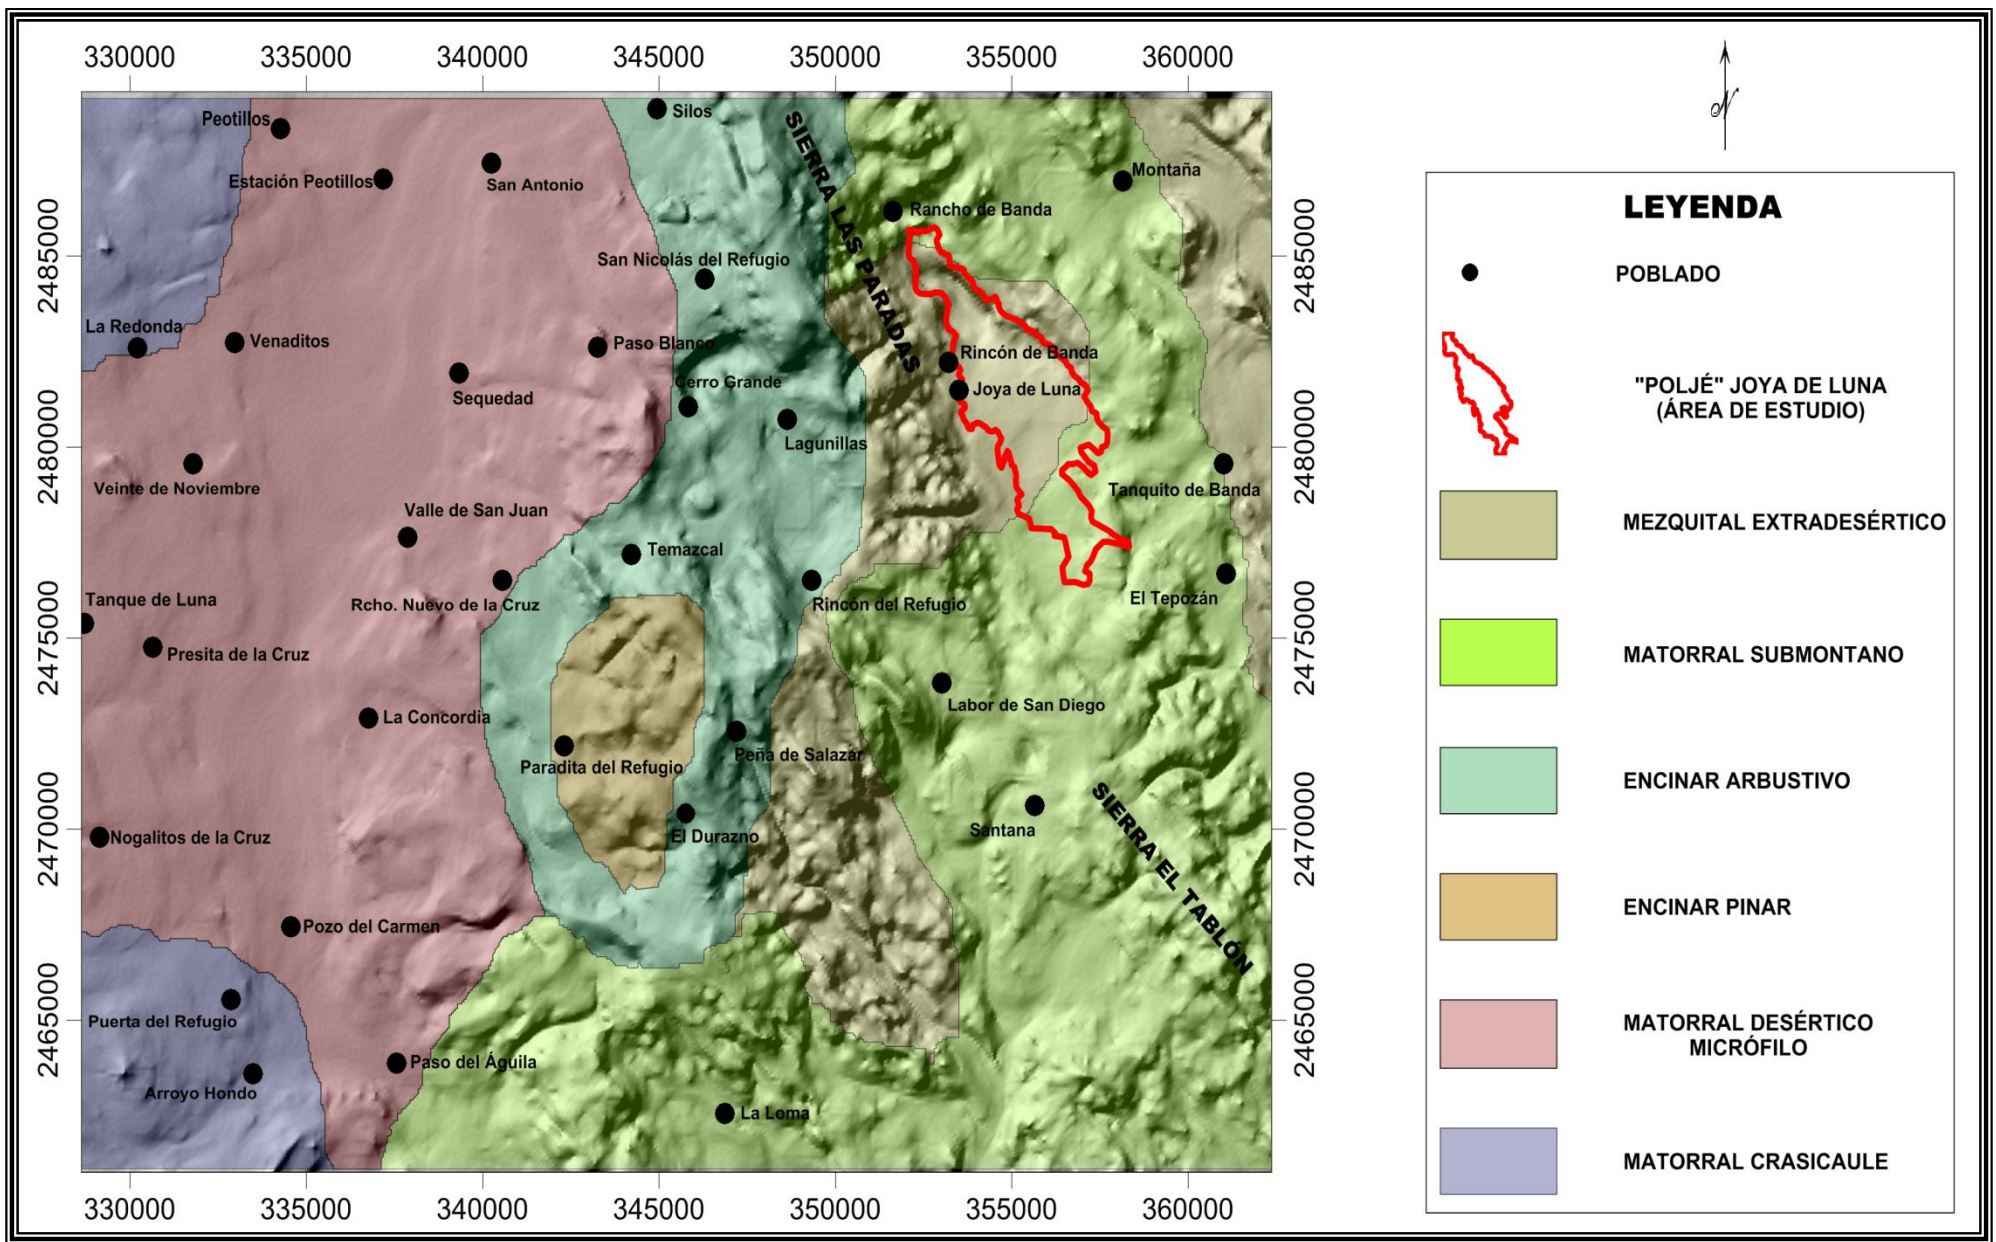 330000 335000 340000 345000 350000 355000 360000
Peotillos
Silos
Estación Peotillos
San Antonio
Montaña
SIERRA LAS PARADAS
Rancho de Banda
2485000
2485000
San Nicolás del Refugio
La Redonda
Venaditos
Paso Blanco
Rincón de Banda
Cerro Grande
Joya de Luna
Sequedad
Lagunillas
2480000
2480000
Veinte de Noviembre
Tanquito de Banda
Valle de San Juan
Temazcal
Tanque de Luna
Rcho. Nuevo de la Cruz
Rincón del Refugio
El Tepozán
2475000
2475000
Presita de la Cruz
Labor de San Diego
La Concordia
Peña de Salazar
Paradita del Refugio
SIERRA EL TABLÓN
2470000
2470000
Nogalitos de la Cruz
El Durazno
Santana
Pozo del Carmen
2465000
2465000
Puerta del Refugio
Paso del Águila
Arroyo Hondo
La Loma
330000 335000 340000 345000 350000 355000 360000
N
LEYENDA
POBLADO
"POLJÉ" JOYA DE LUNA
(ÁREA DE ESTUDIO)
MEZQUITAL EXTRADESÉRTICO
MATORRAL SUBMONTANO
ENCINAR ARBUSTIVO
ENCINAR PINAR
MATORRAL DESÉRTICO
MICRÓFILO
MATORRAL CRASICAULE